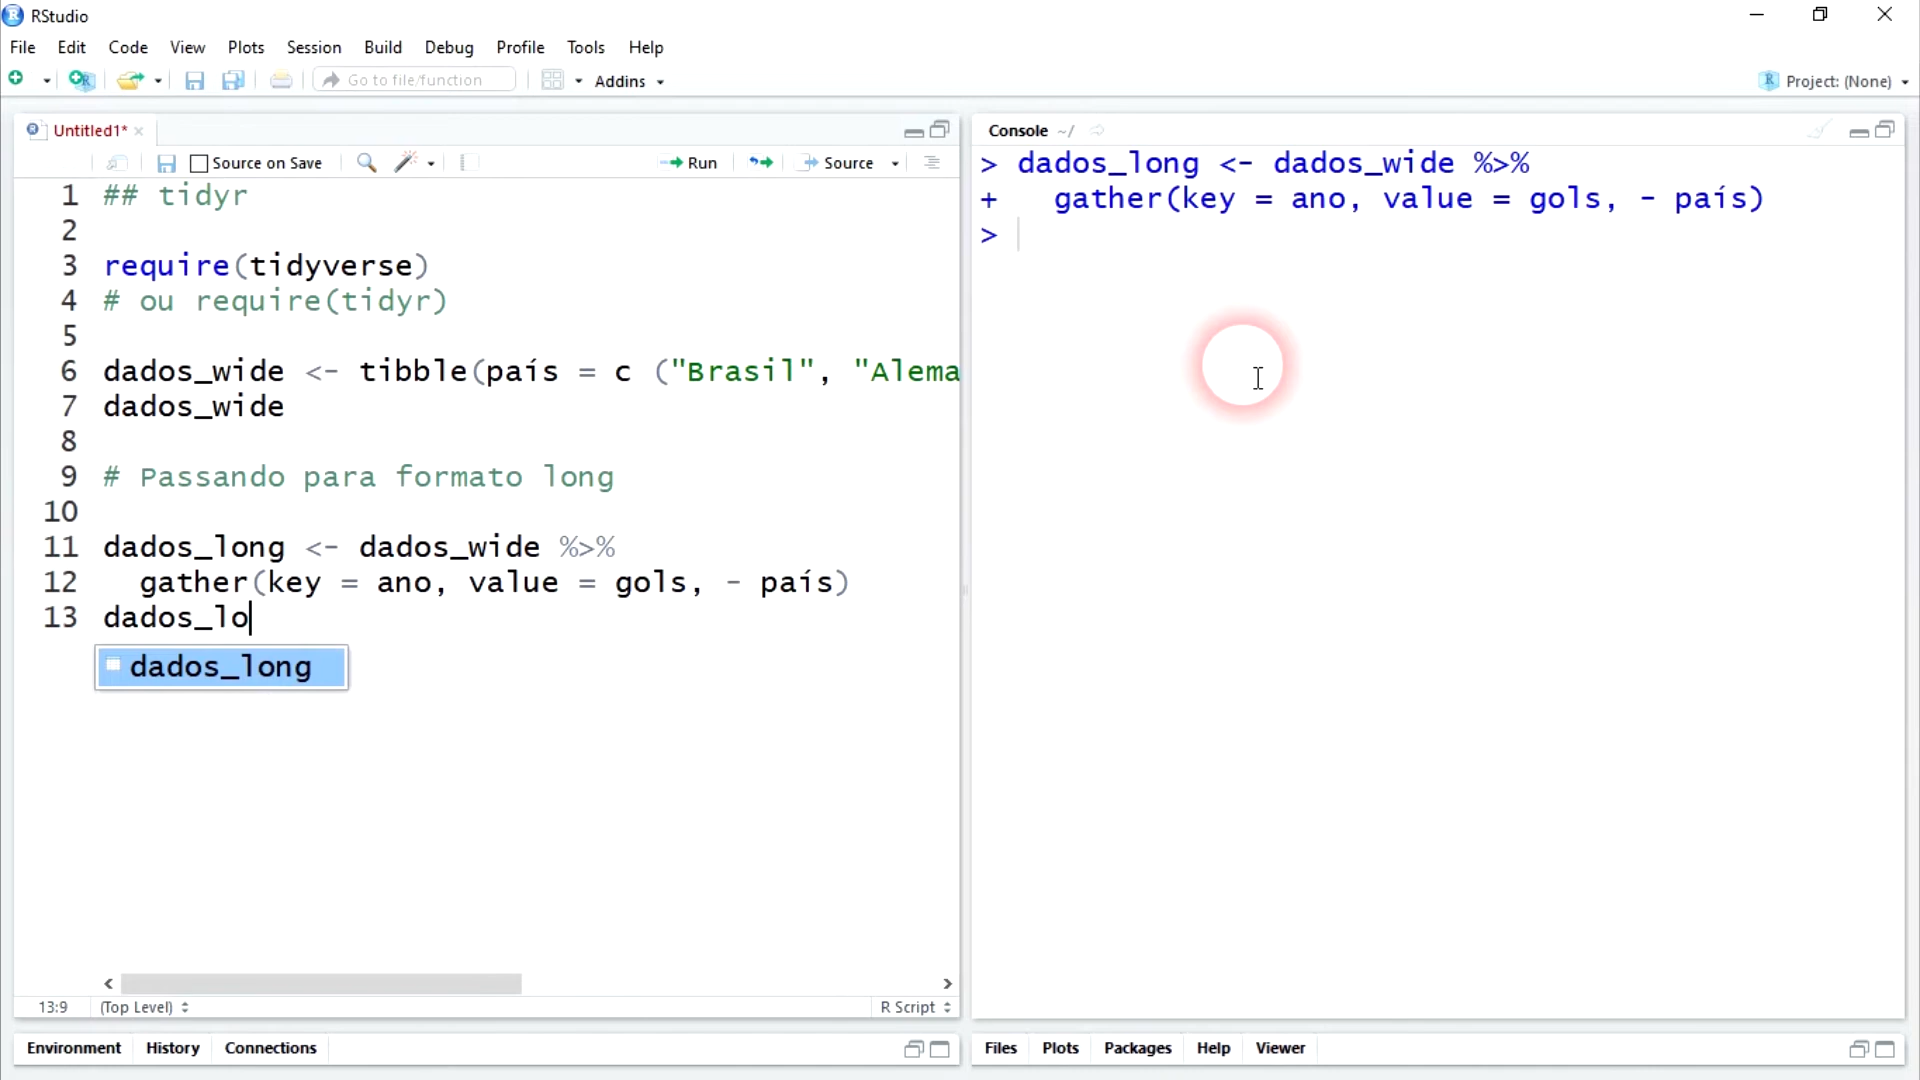 RStudio
File Edit Code View Plots Session Build Debug Profile Tools Help
Go to file/function Addins Project: (None)
Untitled1*
Source on Save Run Source
1 ## tidyr
2
3 require(tidyverse)
4 # ou require(tidyr)
5
6 dados_wide <- tibble(país = c ("Brasil", "Alema
7 dados_wide
8
9 # Passando para formato long
10
11 dados_long <- dados_wide %>%
12 gather(key = ano, value = gols, - país)
13 dados_lo
dados_long
13:9 (Top Level) R Script
Environment History Connections
Console ~/
> dados_long <- dados_wide %>%
+ gather(key = ano, value = gols, - país)
>
Files Plots Packages Help Viewer